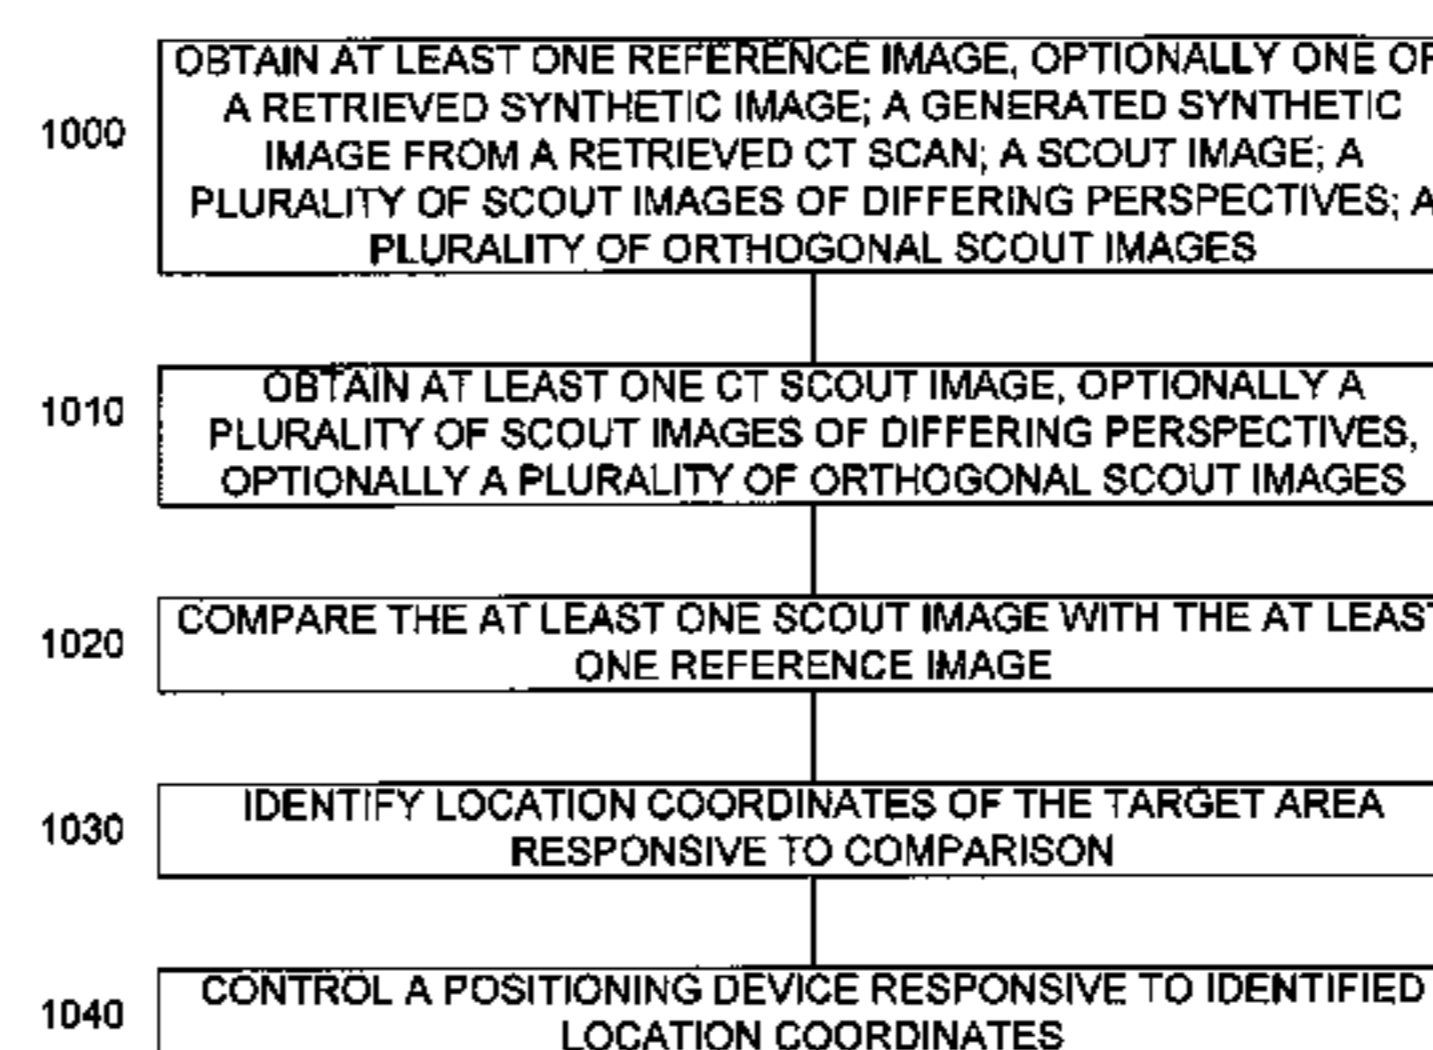 OBTAIN AT LEAST ONE REFERENCE IMAGE, OPTIONALLY ONE OF
1000
A RETRIEVED SYNTHETIC IMAGE; A GENERATED SYNTHETIC
IMAGE FROM A RETRIEVED CT SCAN; A SCOUT IMAGE; A
PLURALITY OF SCOUT IMAGES OF DIFFERING PERSPECTIVES; A
PLURALITY OF ORTHOGONAL SCOUT IMAGES
1010
OBTAIN AT LEAST ONE CT SCOUT IMAGE, OPTIONALLY A
PLURALITY OF SCOUT IMAGES OF DIFFERING PERSPECTIVES,
OPTIONALLY A PLURALITY OF ORTHOGONAL SCOUT IMAGES
1020
COMPARE THE AT LEAST ONE SCOUT IMAGE WITH THE AT LEAST
ONE REFERENCE IMAGE
1030
IDENTIFY LOCATION COORDINATES OF THE TARGET AREA
RESPONSIVE TO COMPARISON
1040
CONTROL A POSITIONING DEVICE RESPONSIVE TO IDENTIFIED
LOCATION COORDINATES